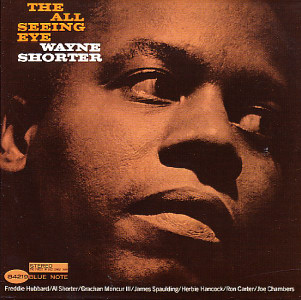 THE
ALL
SEEING
EYE
WAYNE
SHORTER
STEREO
84219 BLUE NOTE
Freddie Hubbard/Al Shorter/Grachan Moncur III/James Spaulding/Herbie Hancock/Ron Carter/Joe Chambers